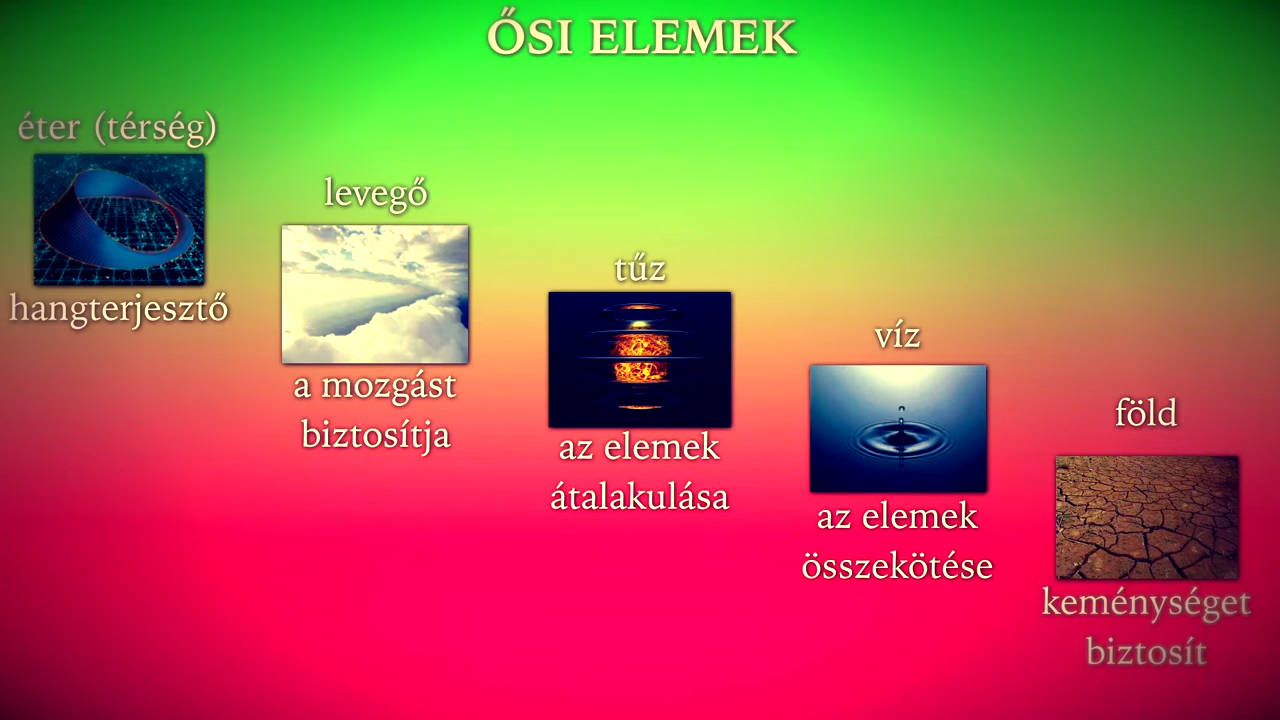 ŐSI ELEMEK
éter (térség)
hangterjesztő
levegő
a mozgást
biztosítja
tűz
az elemek
átalakulása
víz
az elemek
összekötése
föld
keménységet
biztosít